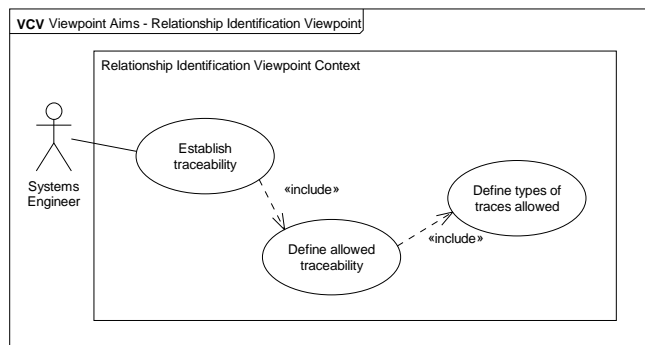 VCV Viewpoint Aims - Relationship Identification Viewpoint
Relationship Identification Viewpoint Context
Establish
traceability
Systems
Engineer
«include»
Define types of
traces allowed
Define allowed
traceability
«include»